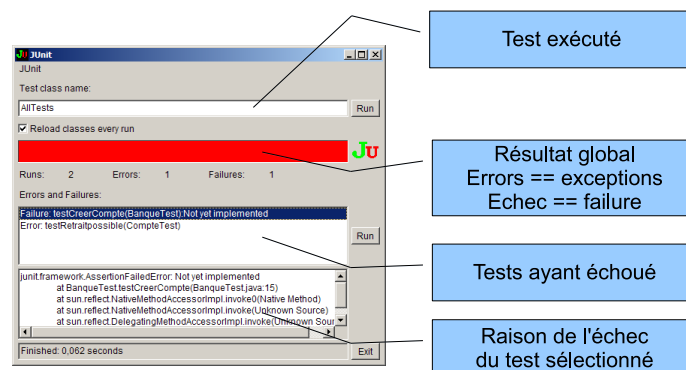 Test exécuté
JU JUnit
JUnit
Test class name:
AllTests
Run
Reload classes every run
JU
Résultat global
Errors == exceptions
Echec == failure
Runs: 2 Errors: 1 Failures: 1
Errors and Failures:
Failure: testCreerCompte(BanqueTest):Not yet implemented
Error: testRetraitpossible(CompteTest)
Run
Tests ayant échoué
junit.framework.AssertionFailedError: Not yet implemented
at BanqueTest.testCreerCompte(BanqueTest.java:15)
at sun.reflect.NativeMethodAccessorImpl.invoke0(Native Method)
at sun.reflect.NativeMethodAccessorImpl.invoke(Unknown Source)
at sun.reflect.DelegatingMethodAccessorImpl.invoke(Unknown Sour
Raison de l'échec
du test sélectionné
Finished: 0,062 seconds
Exit